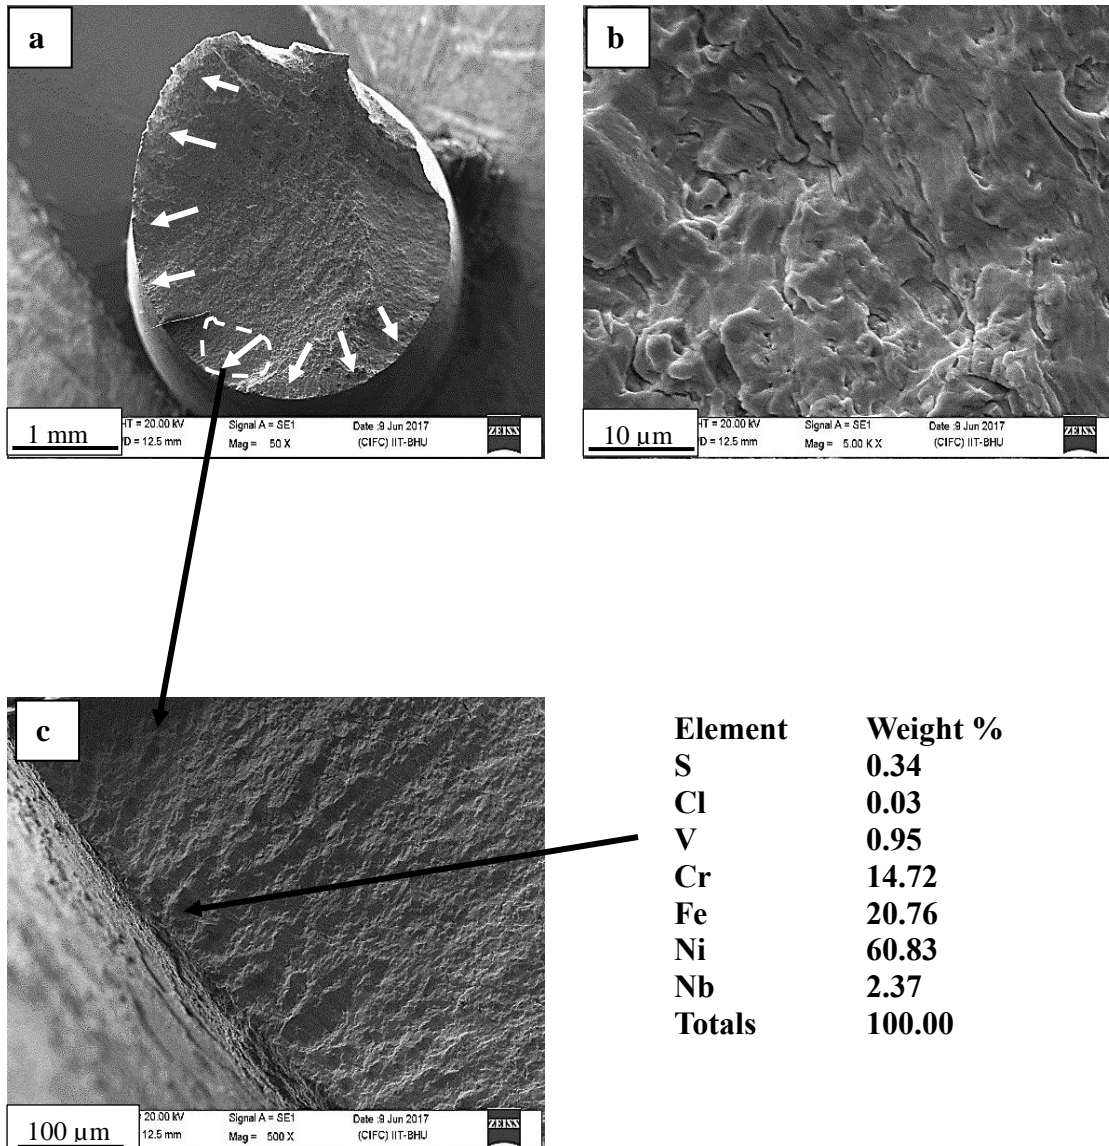 a
HT = 20.00 kV Signal A = SE1 Date :9 Jun 2017 ZEISS
1 mm D = 12.5 mm Mag = 50 X (CIFC) IIT-BHU
b
HT = 20.00 kV Signal A = SE1 Date :9 Jun 2017 ZEISS
10 µm D = 12.5 mm Mag = 5.00 K X (CIFC) IIT-BHU
c
20.00 kV Signal A = SE1 Date :9 Jun 2017 ZEISS
100 µm 12.5 mm Mag = 500 X (CIFC) IIT-BHU
Element Weight %
S 0.34
Cl 0.03
V 0.95
Cr 14.72
Fe 20.76
Ni 60.83
Nb 2.37
Totals 100.00